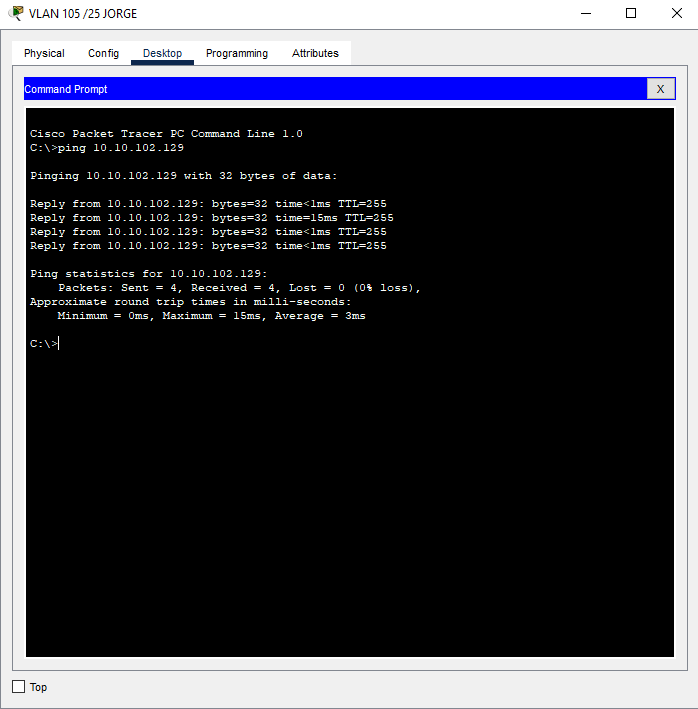 VLAN 105 /25 JORGE
Physical Config Desktop Programming Attributes
Command Prompt X
Cisco Packet Tracer PC Command Line 1.0
C:\>ping 10.10.102.129
Pinging 10.10.102.129 with 32 bytes of data:
Reply from 10.10.102.129: bytes=32 time<1ms TTL=255
Reply from 10.10.102.129: bytes=32 time=15ms TTL=255
Reply from 10.10.102.129: bytes=32 time<1ms TTL=255
Reply from 10.10.102.129: bytes=32 time<1ms TTL=255
Ping statistics for 10.10.102.129:
Packets: Sent = 4, Received = 4, Lost = 0 (0% loss),
Approximate round trip times in milli-seconds:
Minimum = 0ms, Maximum = 15ms, Average = 3ms
C:\>
Top